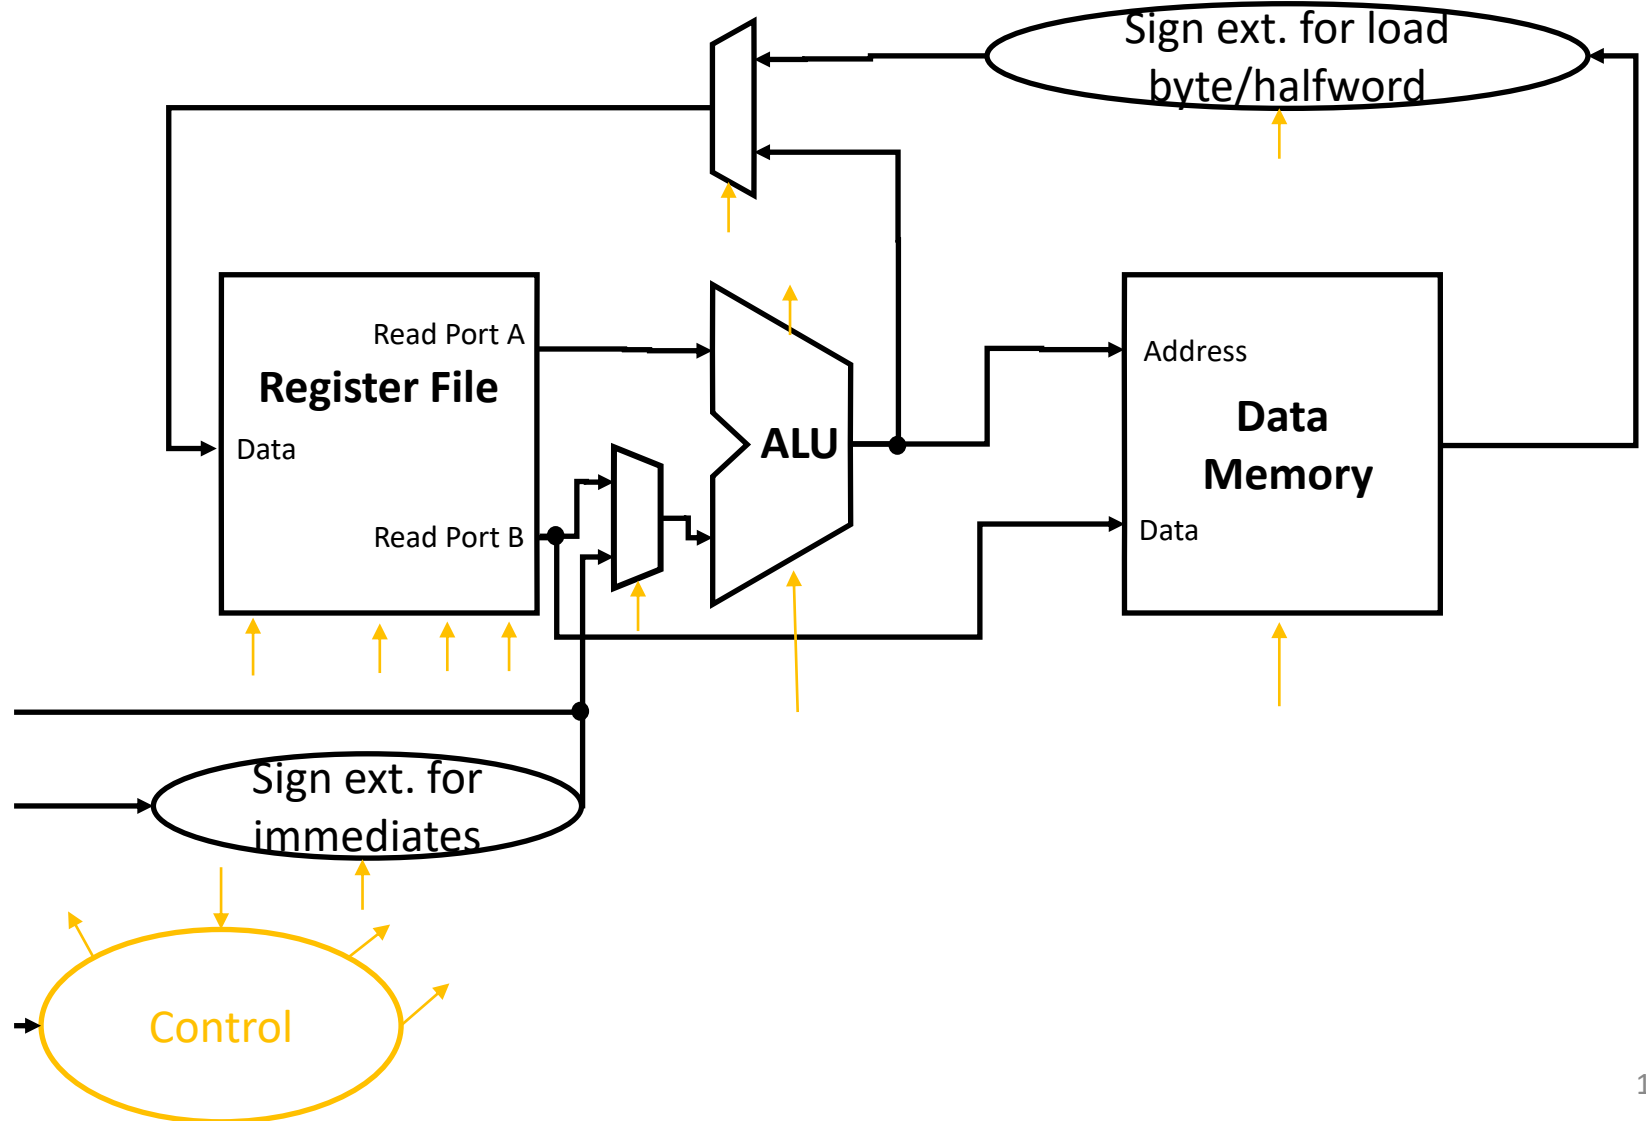 Sign ext. for load
byte/halfword
Read Port A
Register File
Data
Read Port B
ALU
Address
Data
Memory
Data
Sign ext. for
immediates
Control
1